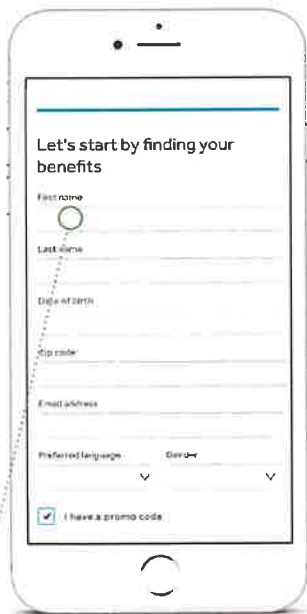 Let's start by finding your
benefits
First name
Last name
Date of birth
Zip code
Email address
Preferred language Gender
I have a promo code